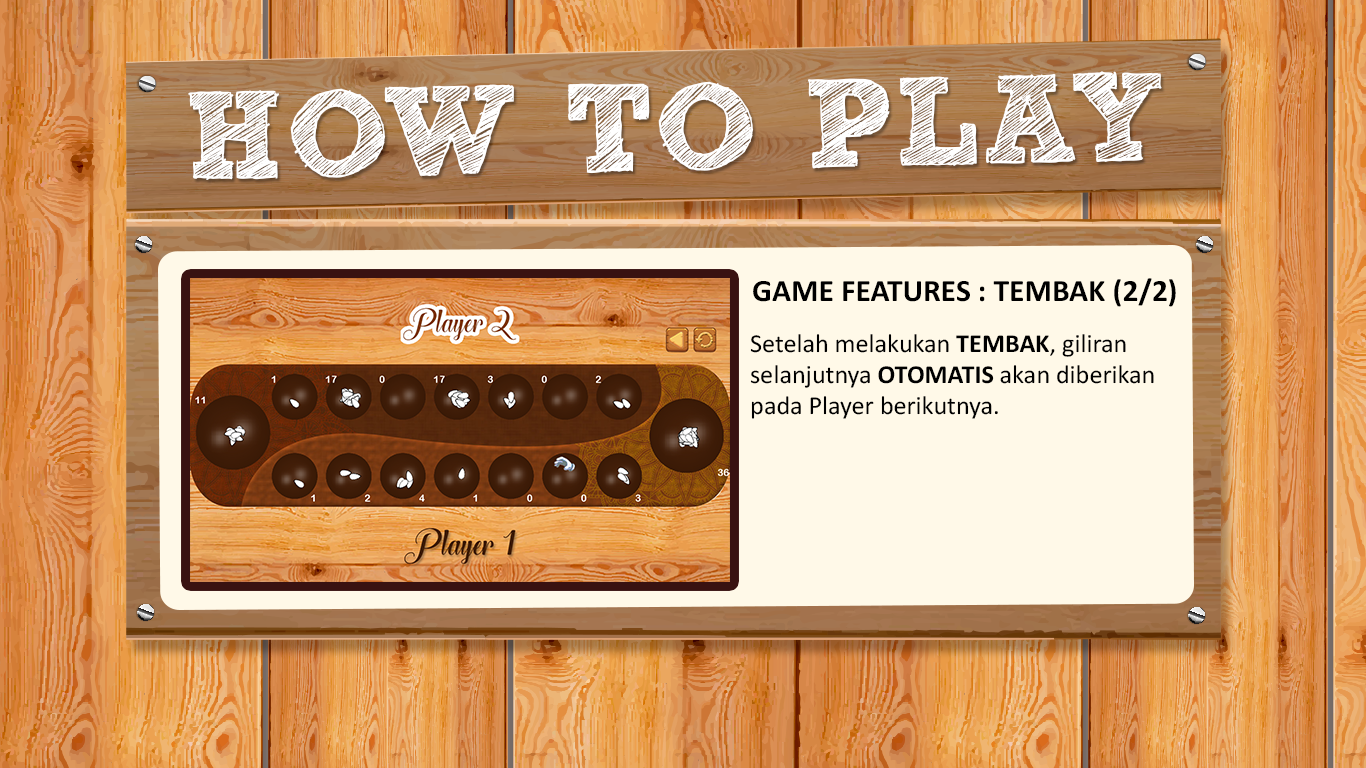 HOW TO PLAY
Player 2
1 17 0 17 3 0 2
11
36
1 2 4 1 0 0 3
Player 1
GAME FEATURES : TEMBAK (2/2)
Setelah melakukan TEMBAK, giliran
selanjutnya OTOMATIS akan diberikan
pada Player berikutnya.